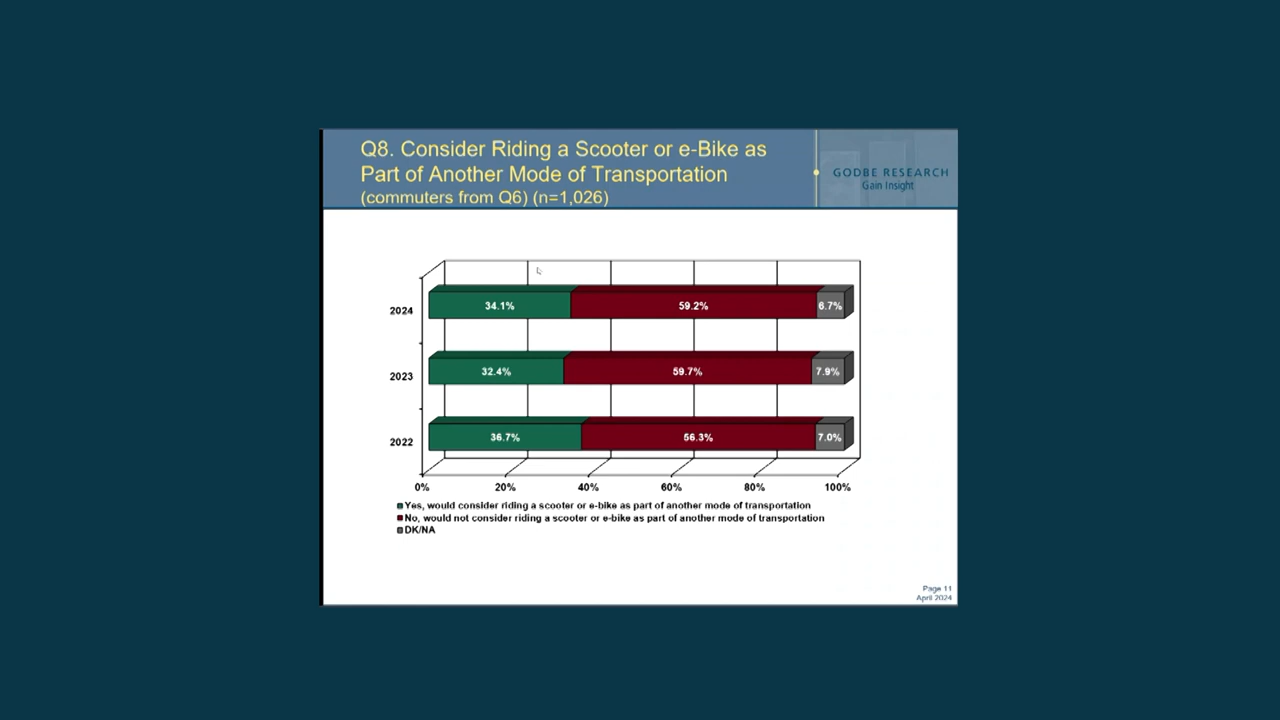 Q8. Consider Riding a Scooter or e-Bike as
Part of Another Mode of Transportation
(commuters from Q6) (n=1,026)
GODBE RESEARCH
Gain Insight
2024
34.1%
59.2%
6.7%
2023
32.4%
59.7%
7.9%
2022
36.7%
56.3%
7.0%
0%
20%
40%
60%
80%
100%
Yes, would consider riding a scooter or e-bike as part of another mode of transportation
No, would not consider riding a scooter or e-bike as part of another mode of transportation
DK/NA
Page 11
April 2024